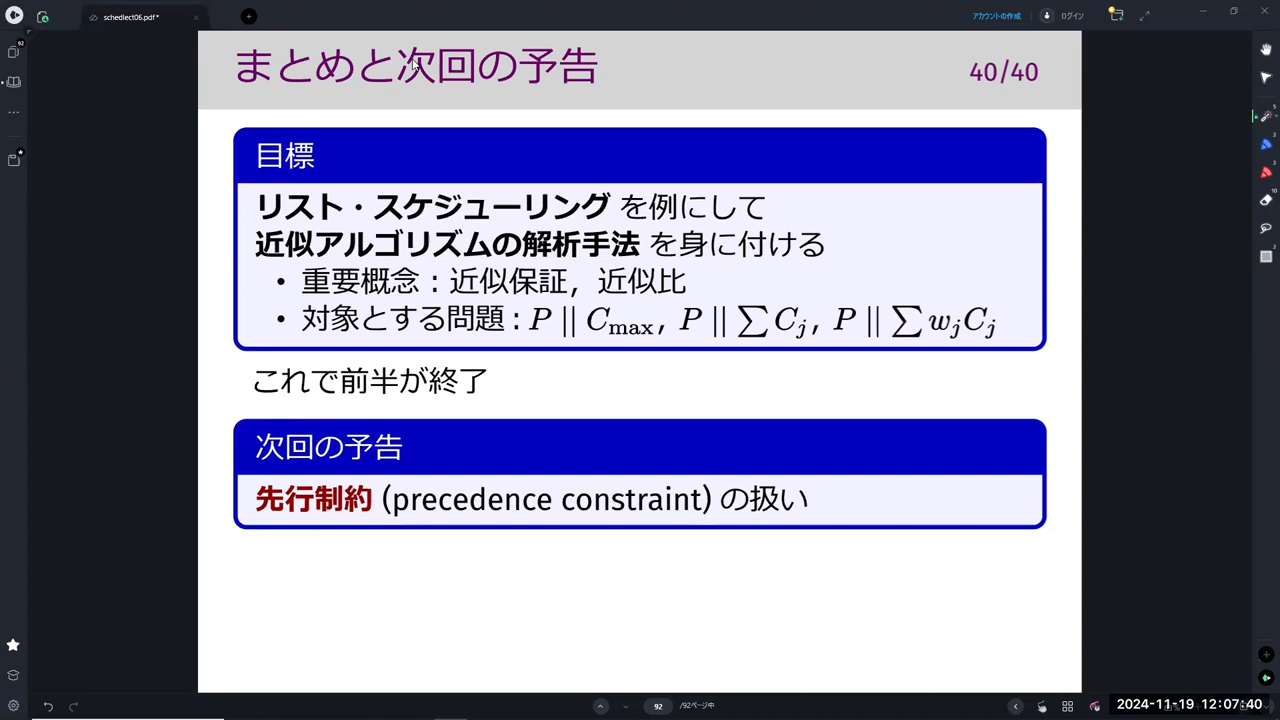 schedlect06.pdf*
アカウントの作成
ログイン
まとめと次回の予告
40/40
目標
リスト・スケジューリング を例にして
近似アルゴリズムの解析手法 を身に付ける
• 重要概念：近似保証，近似比
• 対象とする問題：P || C_max, P || ∑ C_j, P || ∑ w_j C_j
これで前半が終了
次回の予告
先行制約 (precedence constraint) の扱い
92
92
/92ページ中
2024-11-19 12:07:40